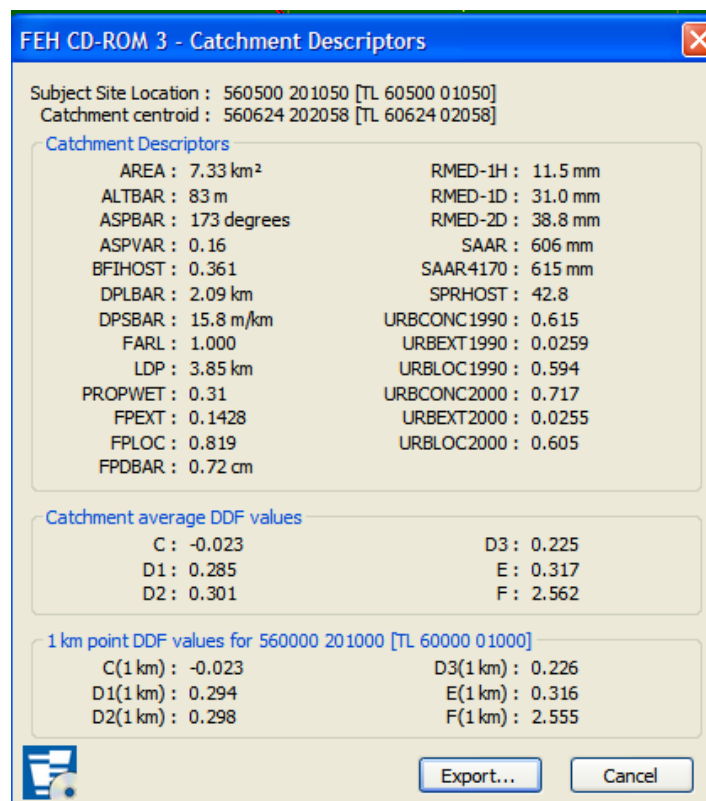 FEH CD-ROM 3 - Catchment Descriptors
Subject Site Location : 560500 201050 [TL 60500 01050]
Catchment centroid : 560624 202058 [TL 60624 02058]
Catchment Descriptors
AREA : 7.33 km² RMED-1H : 11.5 mm
ALTBAR : 83 m RMED-1D : 31.0 mm
ASPBAR : 173 degrees RMED-2D : 38.8 mm
ASPVAR : 0.16 SAAR : 606 mm
BFIHOST : 0.361 SAAR4170 : 615 mm
DPLBAR : 2.09 km SPRHOST : 42.8
DPSBAR : 15.8 m/km URBCONC1990 : 0.615
FARL : 1.000 URBEXT1990 : 0.0259
LDP : 3.85 km URBLOC1990 : 0.594
PROPWET : 0.31 URBCONC2000 : 0.717
FPEXT : 0.1428 URBEXT2000 : 0.0255
FPLOC : 0.819 URBLOC2000 : 0.605
FPDBAR : 0.72 cm
Catchment average DDF values
C : -0.023 D3 : 0.225
D1 : 0.285 E : 0.317
D2 : 0.301 F : 2.562
1 km point DDF values for 560000 201000 [TL 60000 01000]
C(1 km) : -0.023 D3(1 km) : 0.226
D1(1 km) : 0.294 E(1 km) : 0.316
D2(1 km) : 0.298 F(1 km) : 2.555
Export... Cancel